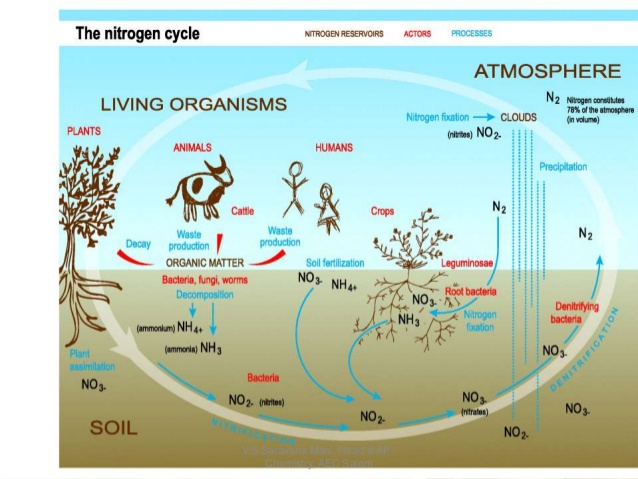 The nitrogen cycle
NITROGEN RESERVOIRS
ACTORS
PROCESSES
ATMOSPHERE
LIVING ORGANISMS
N2 Nitrogen constitutes
78% of the atmosphere
(in volume)
Nitrogen fixation
CLOUDS
(nitrites) NO2-
PLANTS
ANIMALS
HUMANS
Precipitation
Cattle
Crops
N2
N2
Decay
Waste
production
Waste
production
ORGANIC MATTER
Soil fertilization
Leguminosae
Bacteria, fungi, worms
Decomposition
NO3-
NH4+
Root bacteria
NO3-
Nitrogen
fixation
Denitrifying
bacteria
(ammonium) NH4+
NH3
(ammonia) NH3
NO3-
Plant
assimilation
NO3-
Bacteria
NO2- (nitrites)
NO2-
NO3-
(nitrates)
NO3-
DENITRIFICATION
NITRIFICATION
SOIL
NO2-